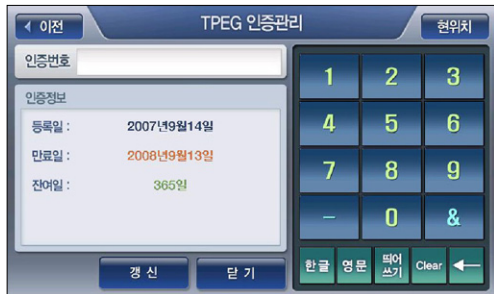 이전
TPEG 인증관리
현위치
인증번호
인증정보
등록일 : 2007년9월14일
만료일 : 2008년9월13일
잔여일 : 365일
갱 신
닫 기
1 2 3
4 5 6
7 8 9
– 0 &
한글 영문 띄어쓰기 Clear